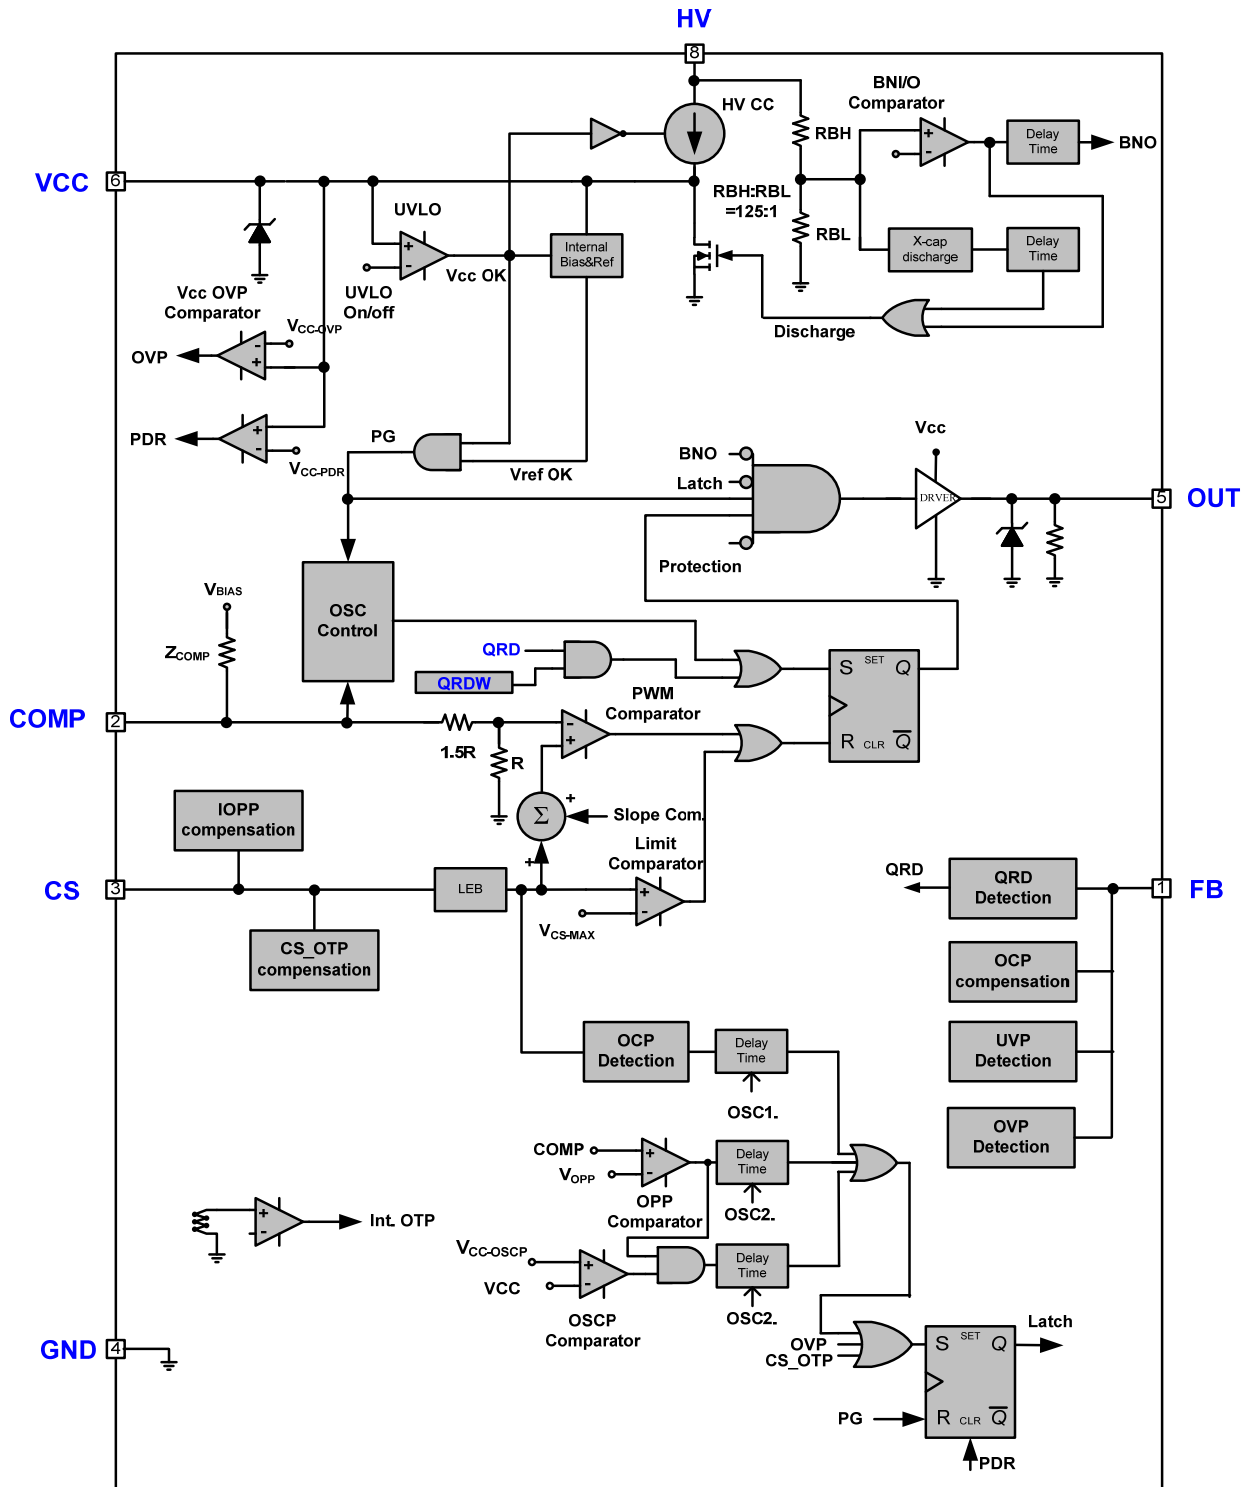 HV
8
HV CC
BNI/O
Comparator
RBH
+
-
Delay
Time
BNO
VCC
6
RBH:RBL
=125:1
RBL
UVLO
+
-
Vcc OK
UVLO
On/off
Internal
Bias&Ref
X-cap
discharge
Delay
Time
Discharge
Vcc OVP
Comparator
VCC-OVP
OVP
-
+
PDR
+
-
VCC-PDR
PG
Vref OK
BNO
Latch
Protection
Vcc
DRVER
5
OUT
VBIAS
ZCOMP
OSC
Control
QRD
QRDW
PWM
Comparator
S
SET
Q
R
CLR
Q
COMP
2
1.5R
R
-
+
Σ
+
+
Slope Com.
IOPP
compensation
Limit
Comparator
CS
3
LEB
+
-
VCS-MAX
CS_OTP
compensation
QRD
QRD
Detection
1
FB
OCP
compensation
UVP
Detection
OVP
Detection
OCP
Detection
Delay
Time
OSC1.
COMP
VOPP
+
-
OPP
Comparator
Delay
Time
OSC2.
VCC-OSCP
VCC
+
-
OSCP
Comparator
Delay
Time
OSC2.
+
-
Int. OTP
GND
4
OVP
CS_OTP
S
SET
Q
Latch
PG
R
CLR
Q
PDR